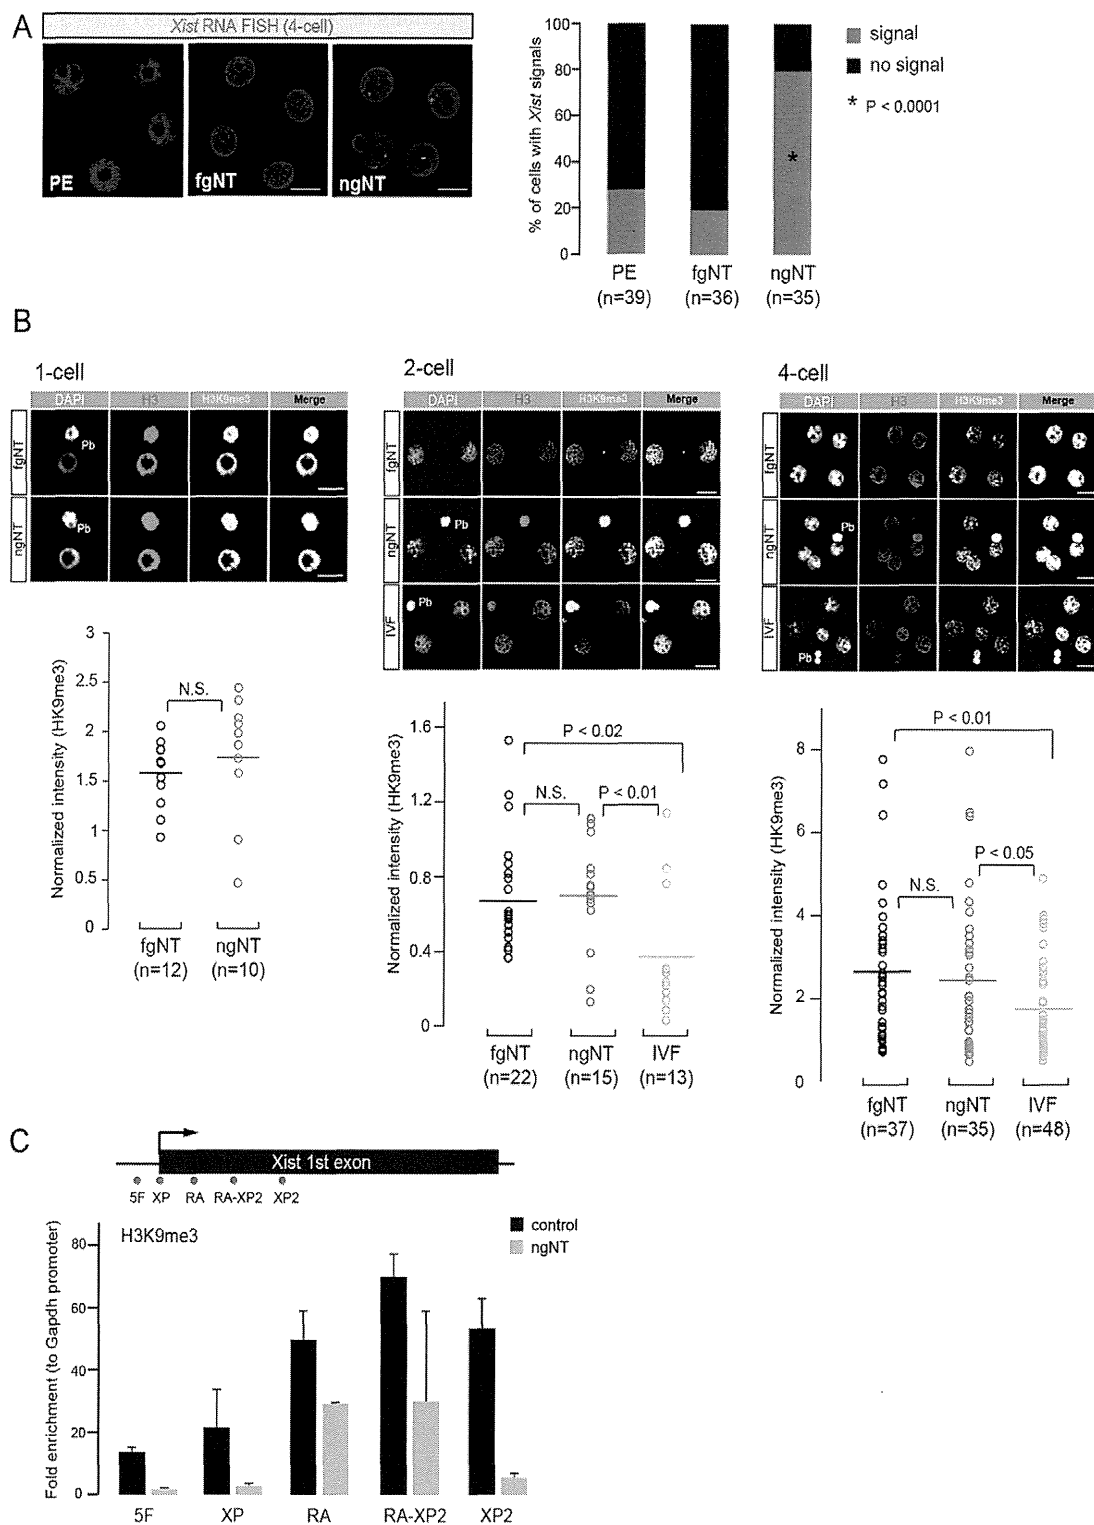 A
Xist RNA FISH (4-cell)
PE
fgNT
ngNT
% of cells with Xist signals
100
80
60
40
20
0
*
PE
(n=39)
fgNT
(n=36)
ngNT
(n=35)
signal
no signal
* P < 0.0001
B
1-cell
DAPI H3 H3K9me3 Merge
fgNT
Pb
ngNT
Pb
Normalized intensity (HK9me3)
3
2.5
2
1.5
1
0.5
0
N.S.
fgNT
(n=12)
ngNT
(n=10)
2-cell
DAPI H3 H3K9me3 Merge
fgNT
ngNT
Pb
IVF
Pb
Normalized intensity (HK9me3)
1.6
1.2
0.8
0.4
0
P < 0.02
N.S.
P < 0.01
fgNT
(n=22)
ngNT
(n=15)
IVF
(n=13)
4-cell
DAPI H3 H3K9me3 Merge
fgNT
ngNT
Pb
IVF
Pb
Normalized intensity (HK9me3)
8
6
4
2
0
P < 0.01
N.S.
P < 0.05
fgNT
(n=37)
ngNT
(n=35)
IVF
(n=48)
C
Xist 1st exon
5F XP RA RA-XP2 XP2
H3K9me3
control
ngNT
Fold enrichment (to Gapdh promoter)
80
60
40
20
0
5F XP RA RA-XP2 XP2